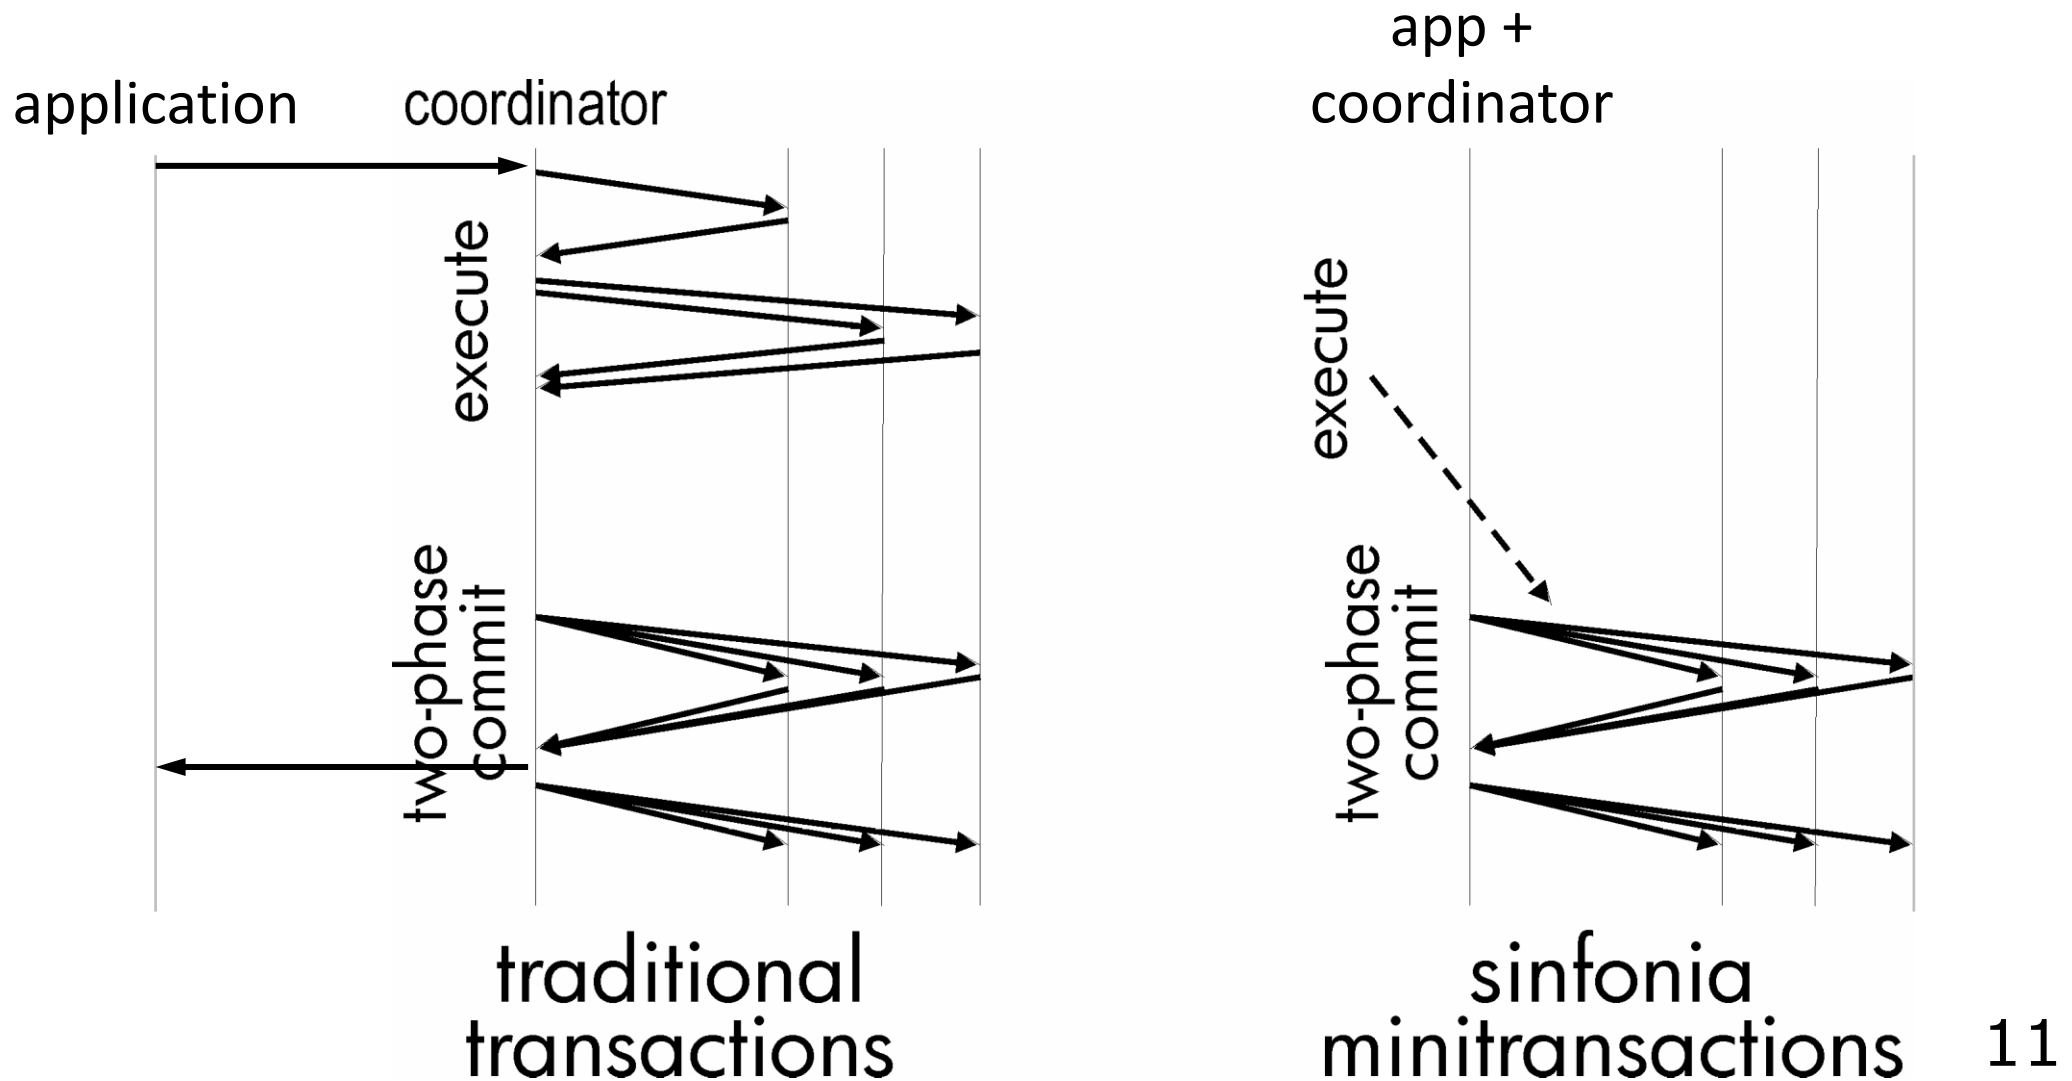 application
coordinator
execute
two-phase
commit
traditional
transactions
app +
coordinator
execute
two-phase
commit
sinfonia
minitransactions
11